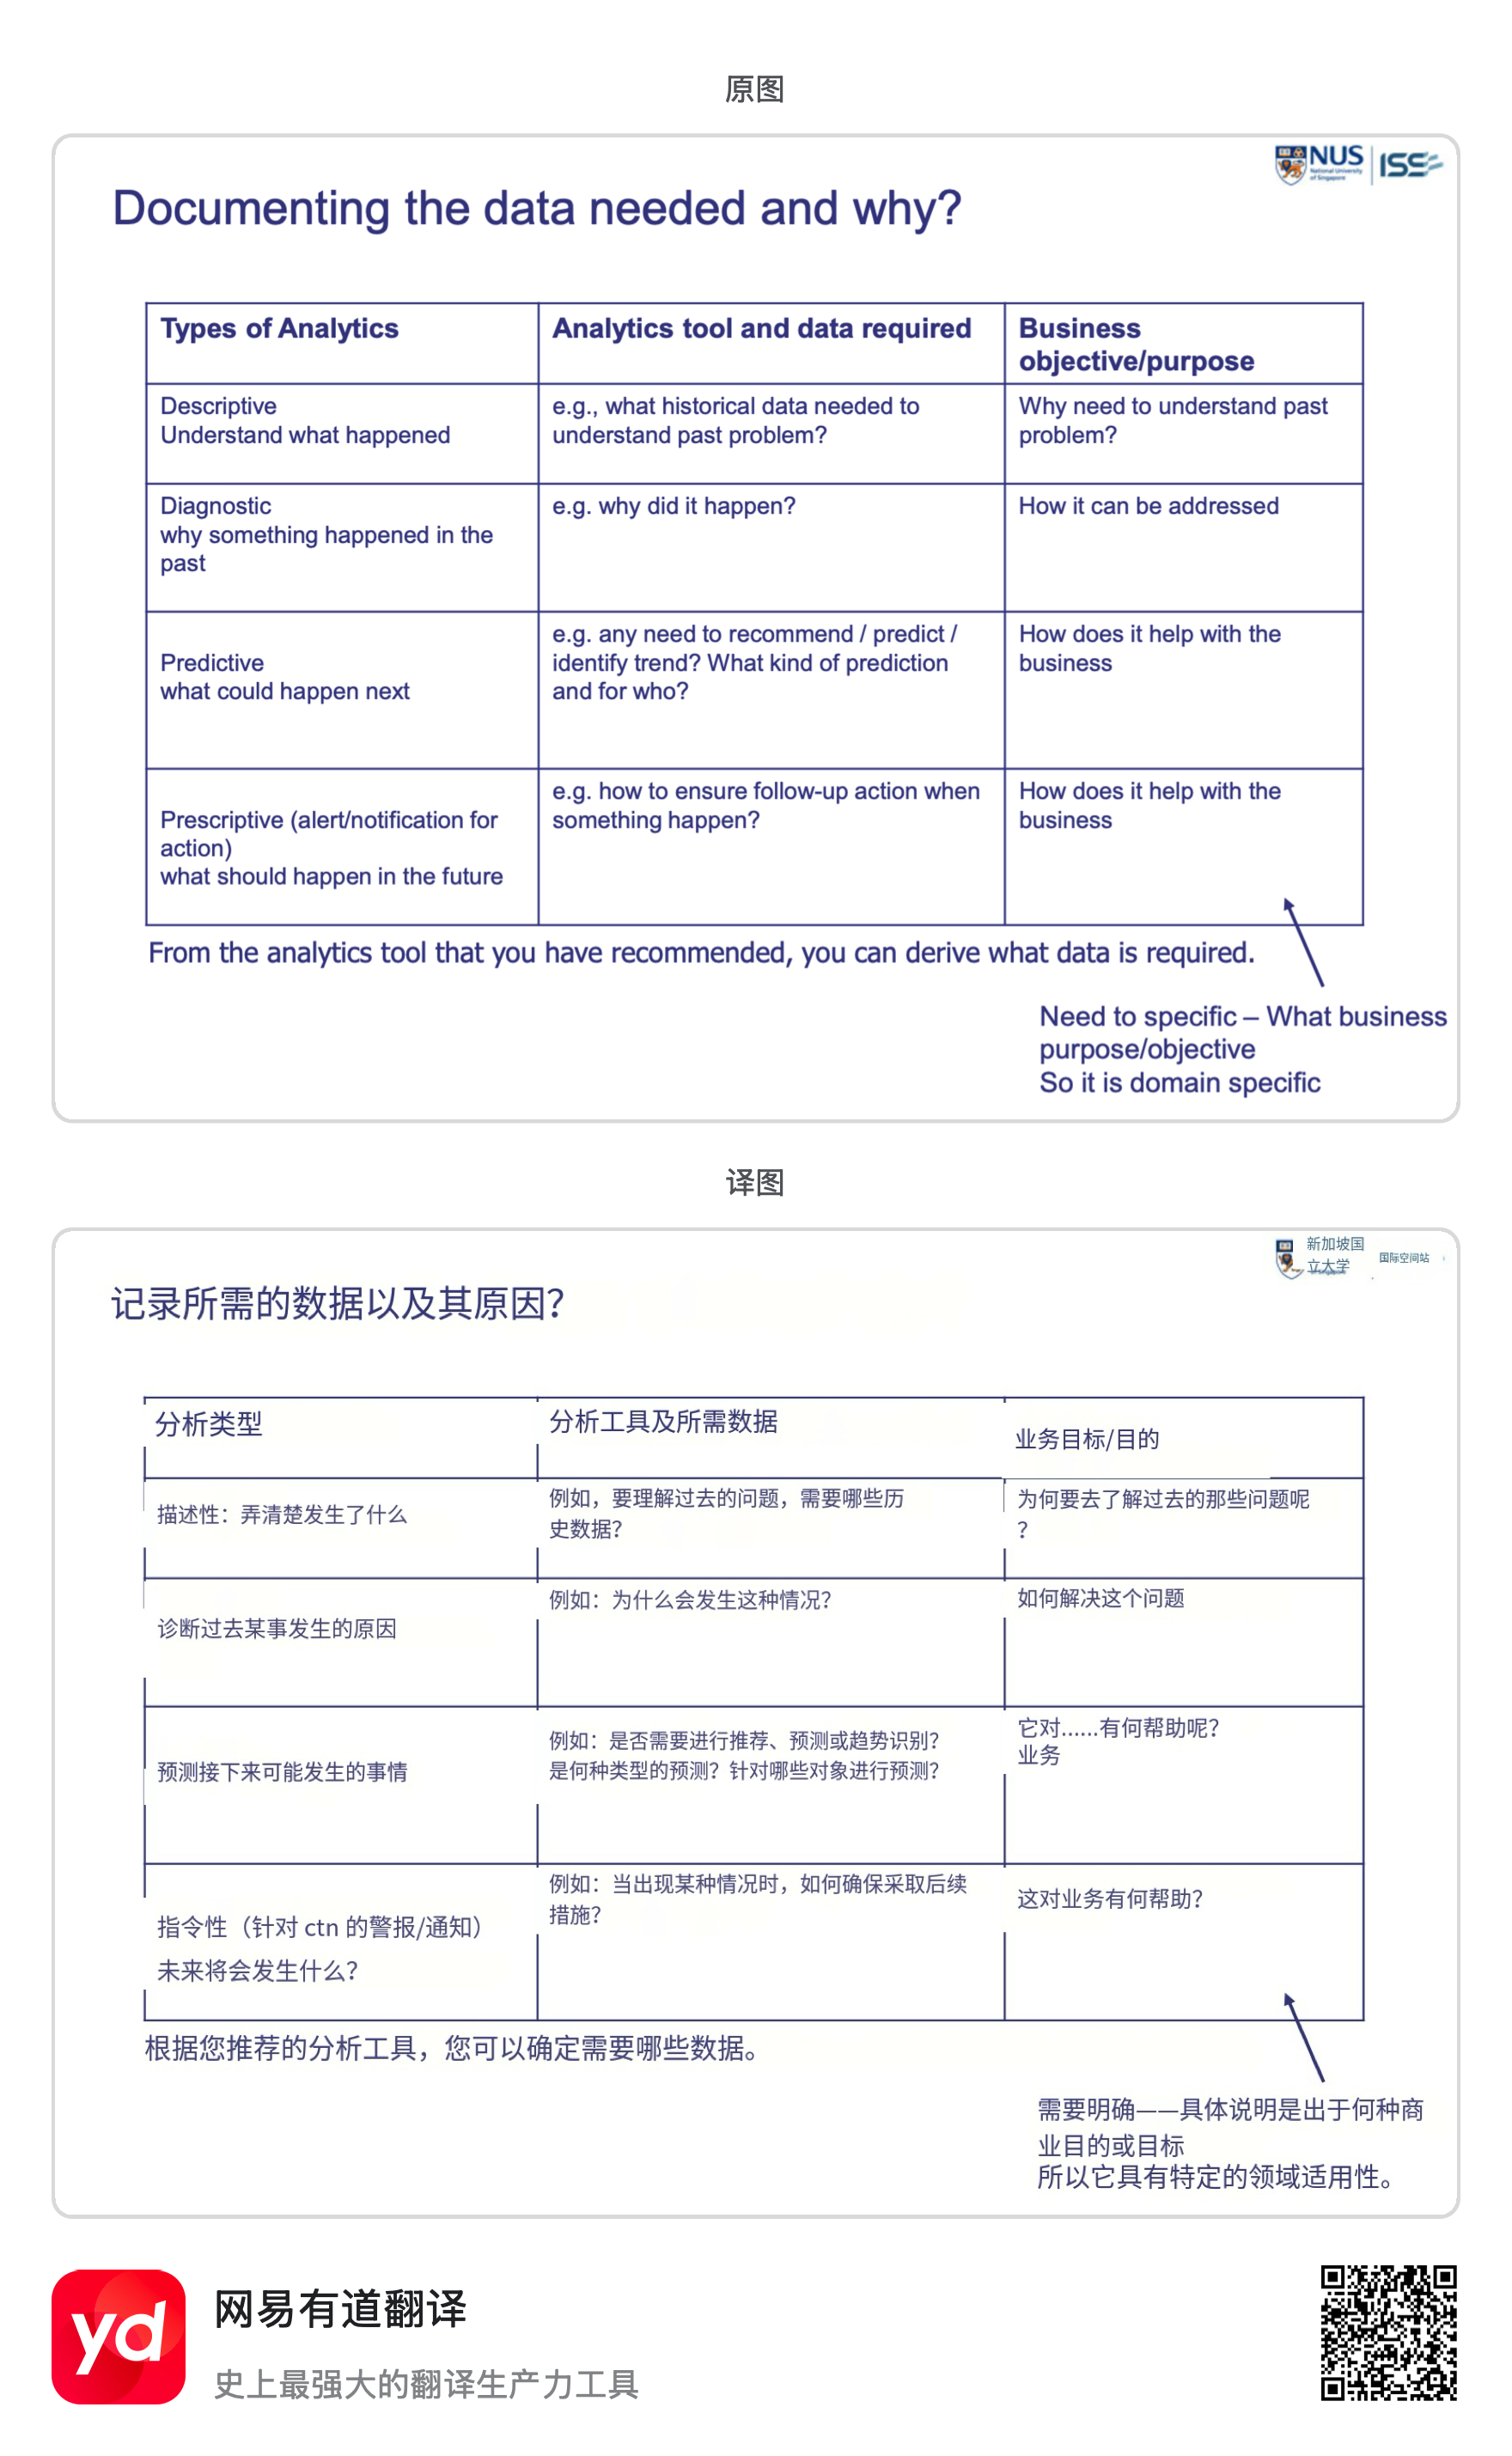 原图
NUS
National University
of Singapore
ISS
Documenting the data needed and why?
Types of Analytics
Analytics tool and data required
Business
objective/purpose
Descriptive
Understand what happened
e.g., what historical data needed to
understand past problem?
Why need to understand past
problem?
Diagnostic
why something happened in the
past
e.g. why did it happen?
How it can be addressed
Predictive
what could happen next
e.g. any need to recommend / predict /
identify trend? What kind of prediction
and for who?
How does it help with the
business
Prescriptive (alert/notification for
action)
what should happen in the future
e.g. how to ensure follow-up action when
something happen?
How does it help with the
business
From the analytics tool that you have recommended, you can derive what data is required.
Need to specific – What business
purpose/objective
So it is domain specific
译图
新加坡国
立大学
国际空间站
记录所需的数据以及其原因？
分析类型
分析工具及所需数据
业务目标/目的
描述性：弄清楚发生了什么
例如，要理解过去的问题，需要哪些历
史数据？
为何要去了解过去的那些问题呢
？
诊断过去某事发生的原因
例如：为什么会发生这种情况？
如何解决这个问题
预测接下来可能发生的事情
例如：是否需要进行推荐、预测或趋势识别？
是何种类型的预测？针对哪些对象进行预测？
它对……有何帮助呢？
业务
指令性（针对 ctn 的警报/通知）
未来将会发生什么？
例如：当出现某种情况时，如何确保采取后续
措施？
这对业务有何帮助？
根据您推荐的分析工具，您可以确定需要哪些数据。
需要明确——具体说明是出于何种商
业目的或目标
所以它具有特定的领域适用性。
yd
网易有道翻译
史上最强大的翻译生产力工具